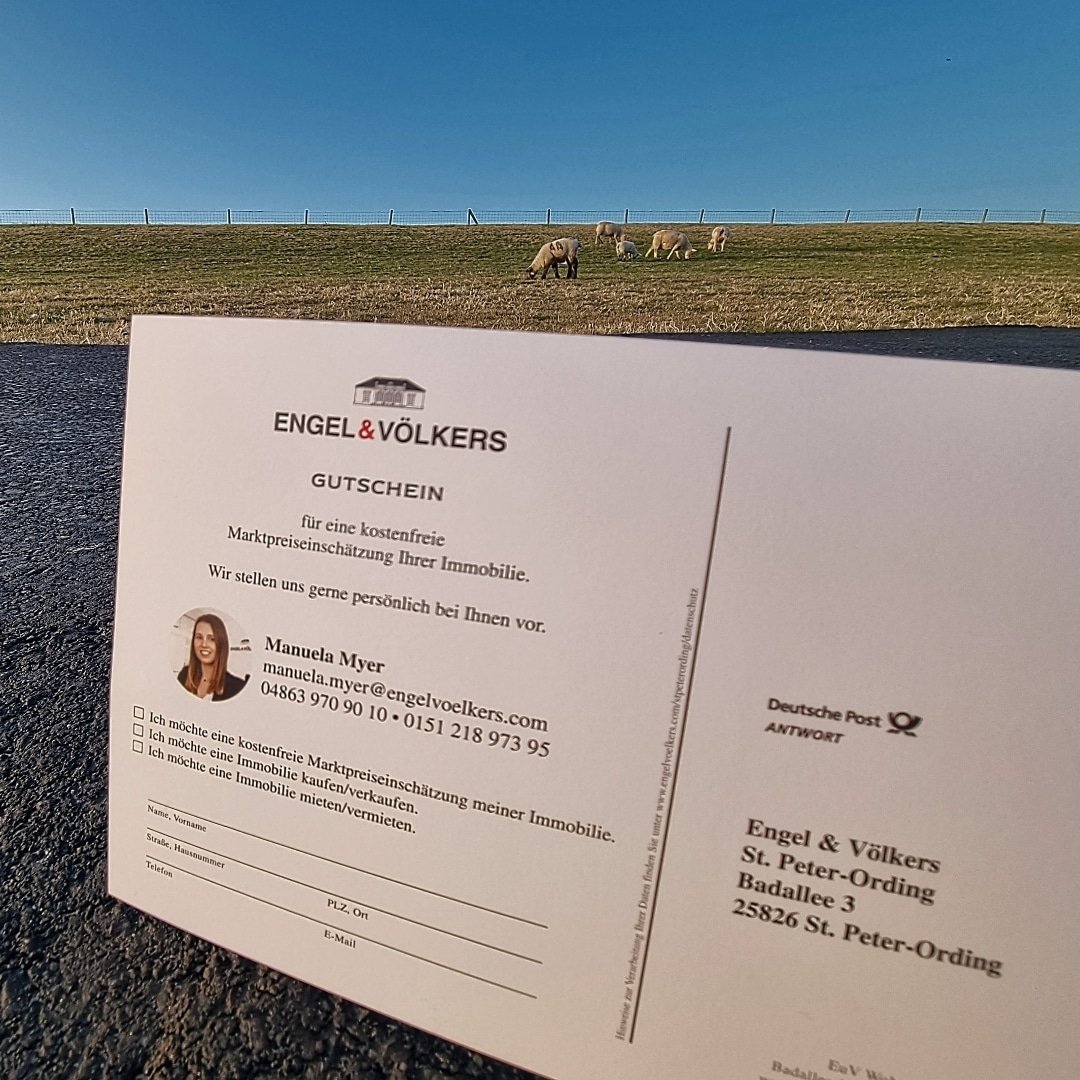 ENGEL&VÖLKERS
GUTSCHEIN
für eine kostenfreie
Marktpreiseinschätzung Ihrer Immobilie.
Wir stellen uns gerne persönlich bei Ihnen vor.
Manuela Myer
manuela.myer@engelvoelkers.com
04863 970 90 10 • 0151 218 973 95
Ich möchte eine kostenfreie Marktpreiseinschätzung meiner Immobilie.
Ich möchte eine Immobilie kaufen/verkaufen.
Ich möchte eine Immobilie mieten/vermieten.
Name, Vorname
Straße, Hausnummer
PLZ, Ort
Telefon
E-Mail
Hinweise zur Verarbeitung Ihrer Daten finden Sie unter www.engelvoelkers.com/stpeterording/datenschutz
Deutsche Post
ANTWORT
Engel & Völkers
St. Peter-Ording
Badallee 3
25826 St. Peter-Ording
EuV
Badallee